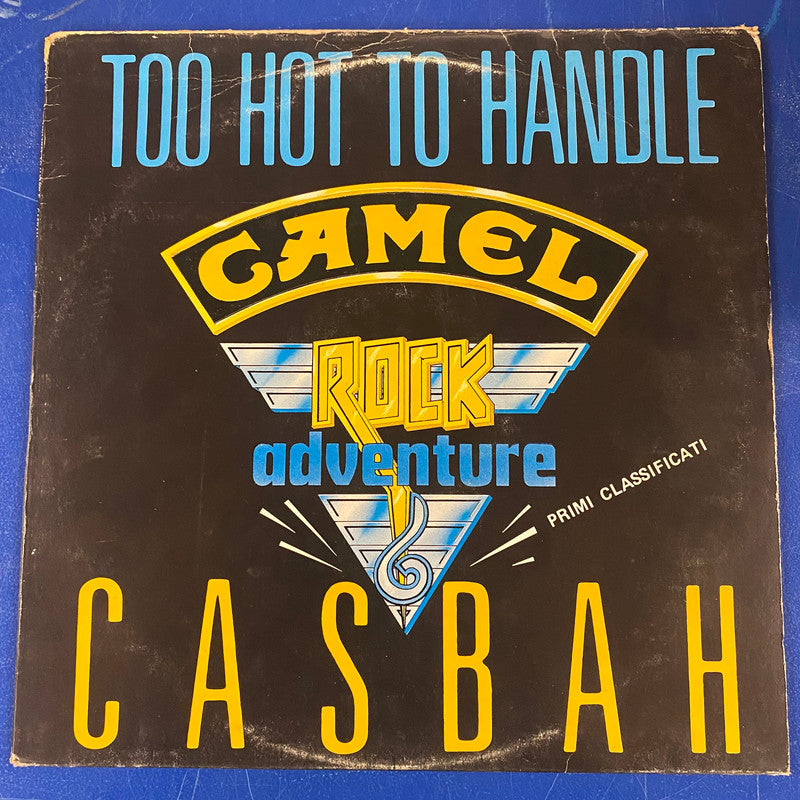 TOO HOT TO HANDLE
CAMEL
ROCK
adventure
PRIMI CLASSIFICATI
CASBAH